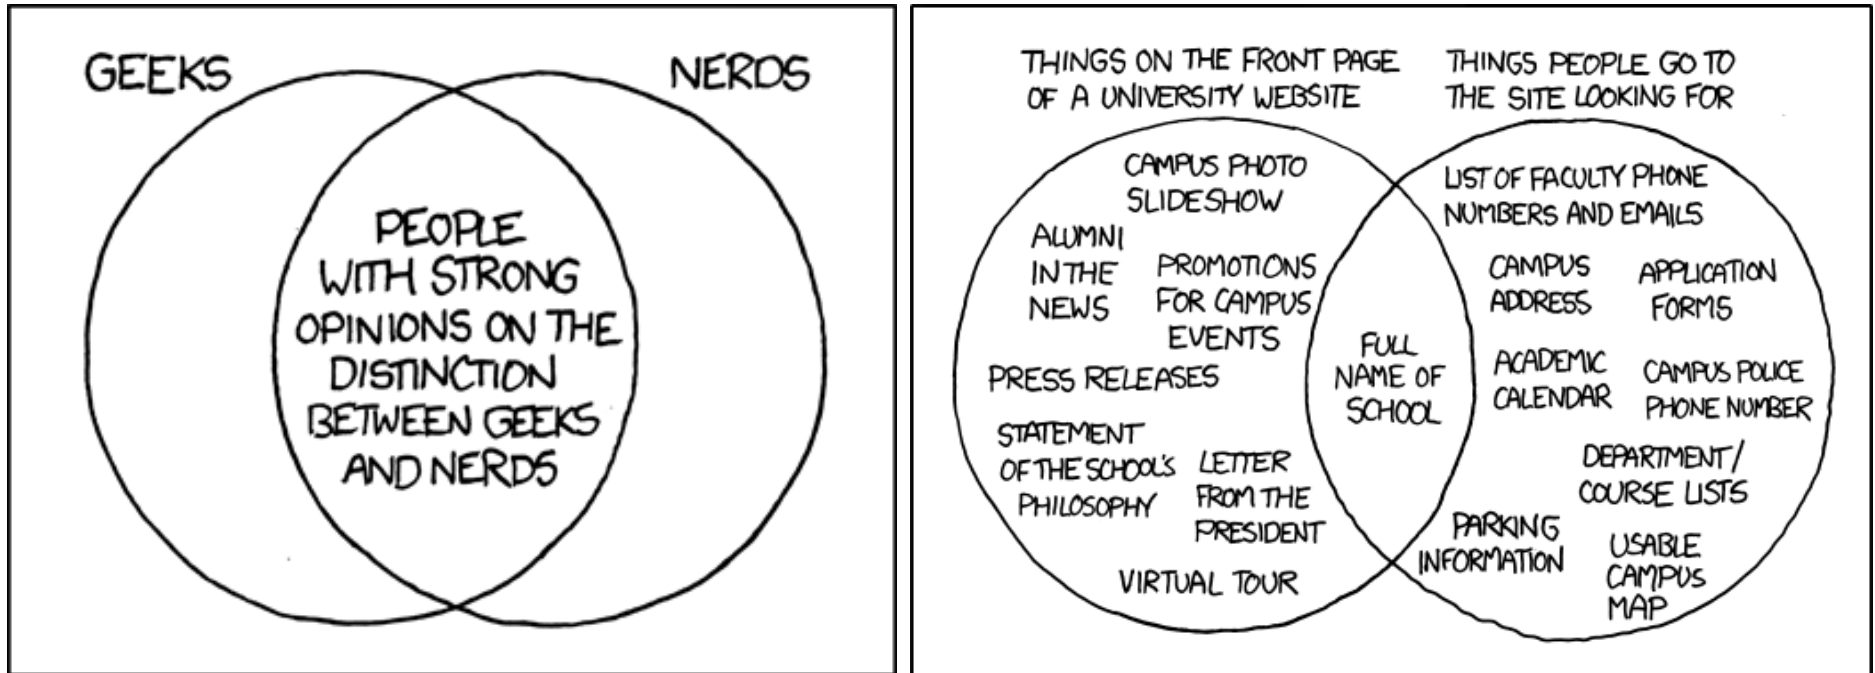 GEEKS
NERDS
PEOPLE
WITH STRONG
OPINIONS ON THE
DISTINCTION
BETWEEN GEEKS
AND NERDS
THINGS ON THE FRONT PAGE
OF A UNIVERSITY WEBSITE
THINGS PEOPLE GO TO
THE SITE LOOKING FOR
CAMPUS PHOTO
SLIDESHOW
ALUMNI
IN THE
NEWS
PROMOTIONS
FOR CAMPUS
EVENTS
PRESS RELEASES
STATEMENT
OF THE SCHOOL'S
PHILOSOPHY
LETTER
FROM THE
PRESIDENT
VIRTUAL TOUR
FULL
NAME OF
SCHOOL
LIST OF FACULTY PHONE
NUMBERS AND EMAILS
CAMPUS
ADDRESS
APPLICATION
FORMS
ACADEMIC
CALENDAR
CAMPUS POLICE
PHONE NUMBER
DEPARTMENT/
COURSE LISTS
PARKING
INFORMATION
USABLE
CAMPUS
MAP